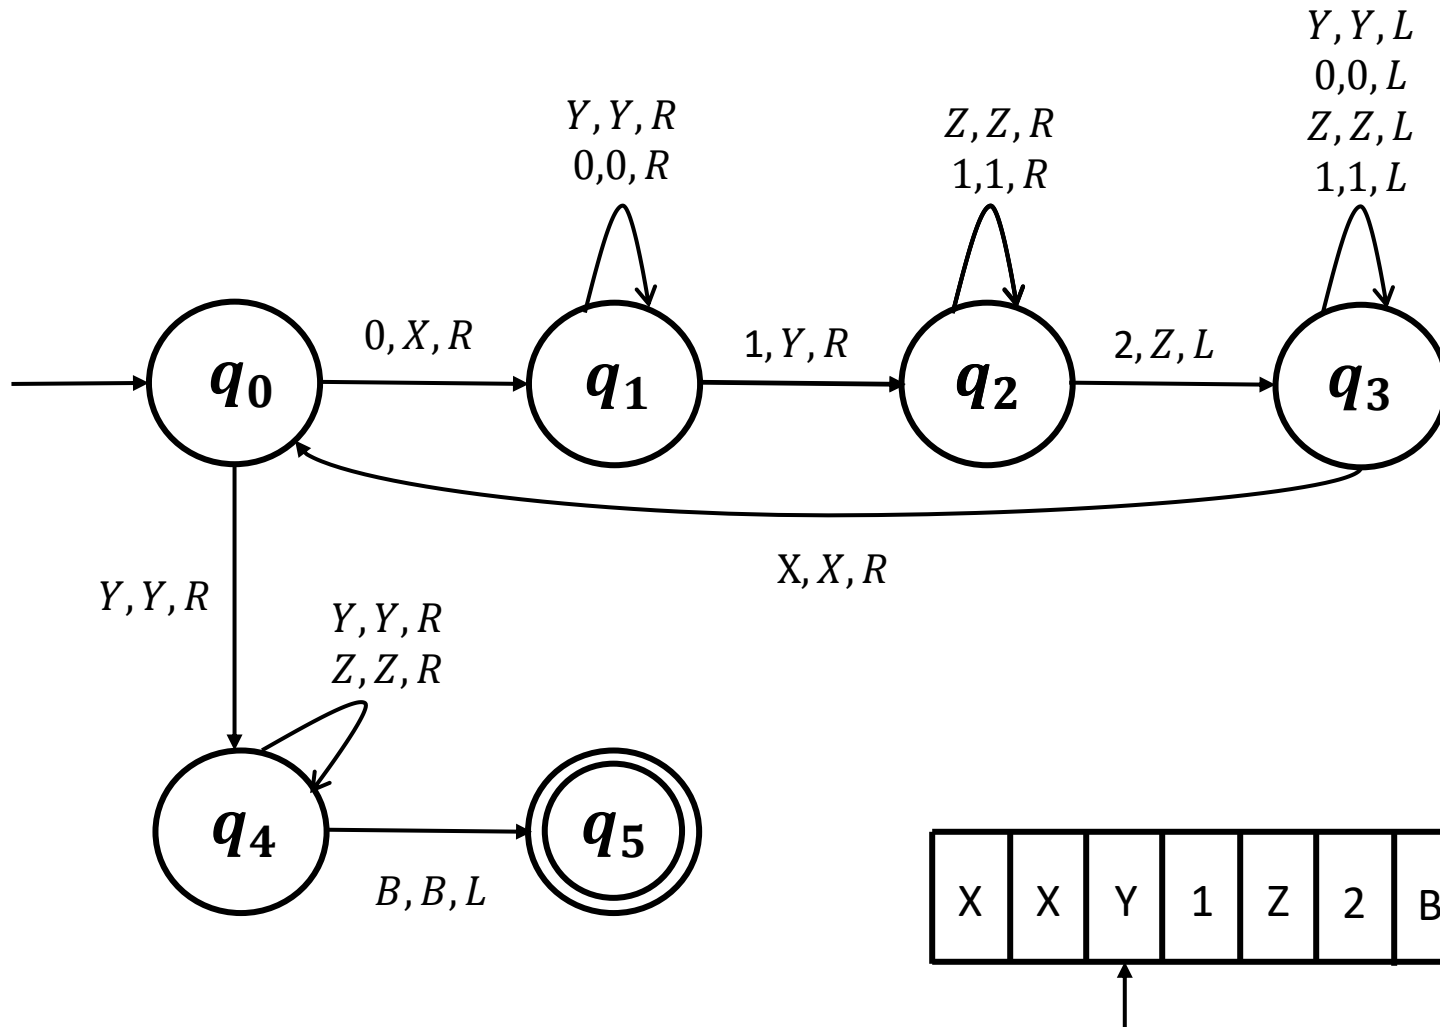 Y, Y, L
0,0, L
Z, Z, L
1,1, L
Y, Y, R
0,0, R
Z, Z, R
1,1, R
0, X, R
1, Y, R
2, Z, L
q0
q1
q2
q3
X, X, R
Y, Y, R
Y, Y, R
Z, Z, R
q4
q5
B, B, L
X X Y 1 Z 2 B